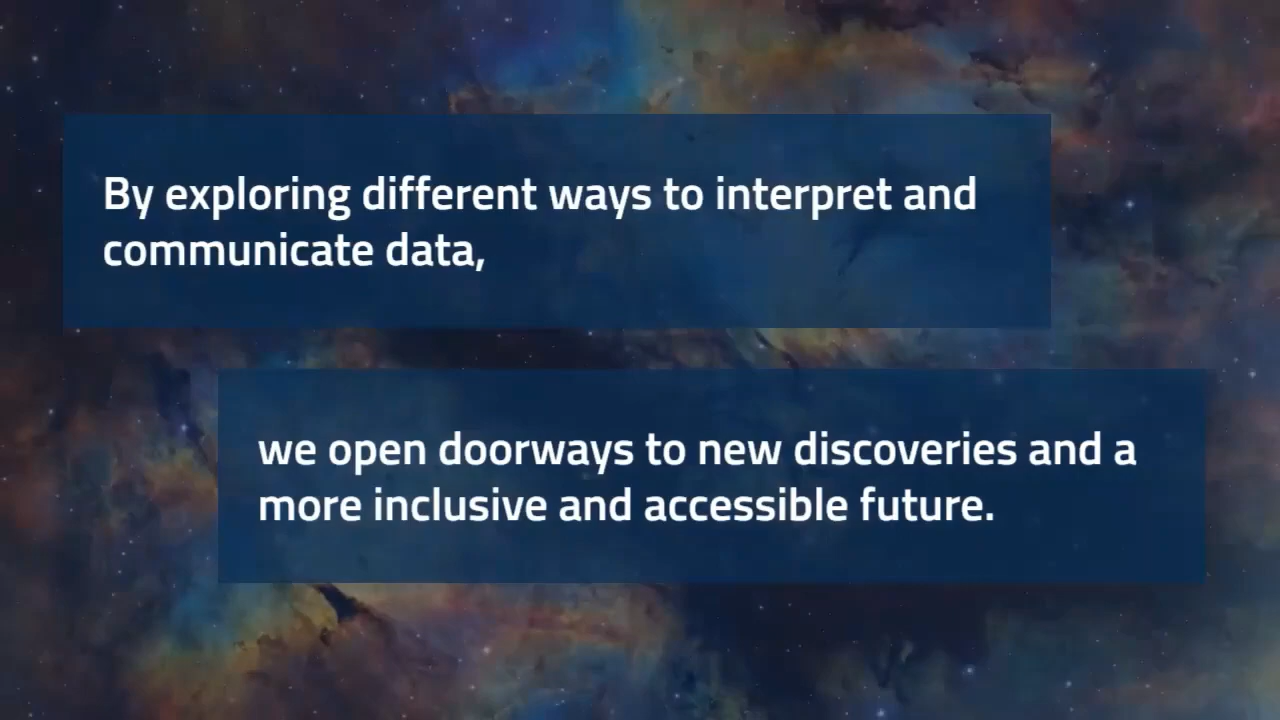 By exploring different ways to interpret and
communicate data,
we open doorways to new discoveries and a
more inclusive and accessible future.